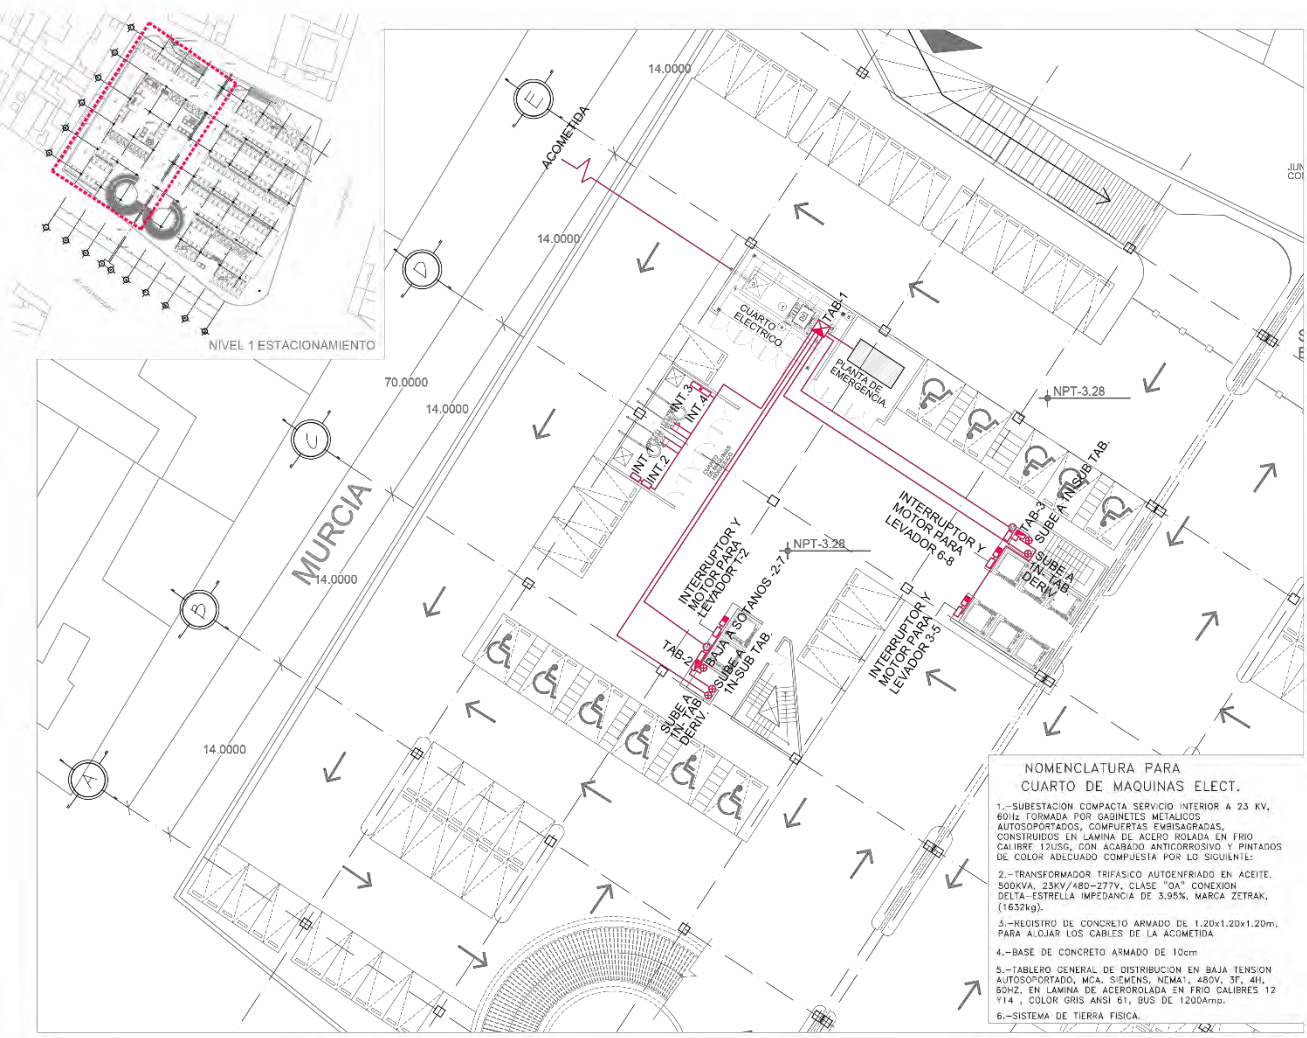 NIVEL 1 ESTACIONAMIENTO
E
D
C
B
A
14.0000
ACOMETIDA
14.0000
70.0000
14.0000
14.0000
14.0000
MURCIA
CUARTO
ELECTRICO.
TAB-1
PLANTA DE
EMERGENCIA.
INT.3
INT.4
INT.1
INT.2
NPT-3.28
NPT-3.28
INTERRUPTOR Y
MOTOR PARA
LEVADOR 6-8
TAB-3
SUBE A 1N-SUB TAB.
SUBE A
1N-TAB.
DERIV.
INTERRUPTOR Y
MOTOR PARA
LEVADOR 1-2
BAJA A SOTANOS -2-7
TAB-2
SUBE A
1N-SUB TAB.
SUBE A
1N-TAB.
DERIV.
INTERRUPTOR Y
MOTOR PARA
LEVADOR 3-5
NOMENCLATURA PARA
CUARTO DE MAQUINAS ELECT.
1.-SUBESTACION COMPACTA SERVICIO INTERIOR A 23 KV,
60Hz FORMADA POR GABINETES METALICOS
AUTOSOPORTADOS, COMPUERTAS EMBISAGRADAS,
CONSTRUIDOS EN LAMINA DE ACERO ROLADA EN FRIO
CALIBRE 12USG, CON ACABADO ANTICORROSIVO Y PINTADOS
DE COLOR ADECUADO COMPUESTA POR LO SIGUIENTE:
2.-TRANSFORMADOR TRIFASICO AUTOENFRIADO EN ACEITE.
500KVA, 23KV/480-277V, CLASE "OA" CONEXION
DELTA-ESTRELLA IMPEDANCIA DE 3.95%, MARCA ZETRAK,
(1632kg).
3.-REGISTRO DE CONCRETO ARMADO DE 1.20x1.20x1.20m,
PARA ALOJAR LOS CABLES DE LA ACOMETIDA
4.-BASE DE CONCRETO ARMADO DE 10cm
5.-TABLERO GENERAL DE DISTRIBUCION EN BAJA TENSION
AUTOSOPORTADO, MCA. SIEMENS, NEMA1, 480V, 3F, 4H,
60HZ, EN LAMINA DE ACEROROLADA EN FRIO CALIBRES 12
Y14 , COLOR GRIS ANSI 61, BUS DE 1200Amp.
6.-SISTEMA DE TIERRA FISICA.